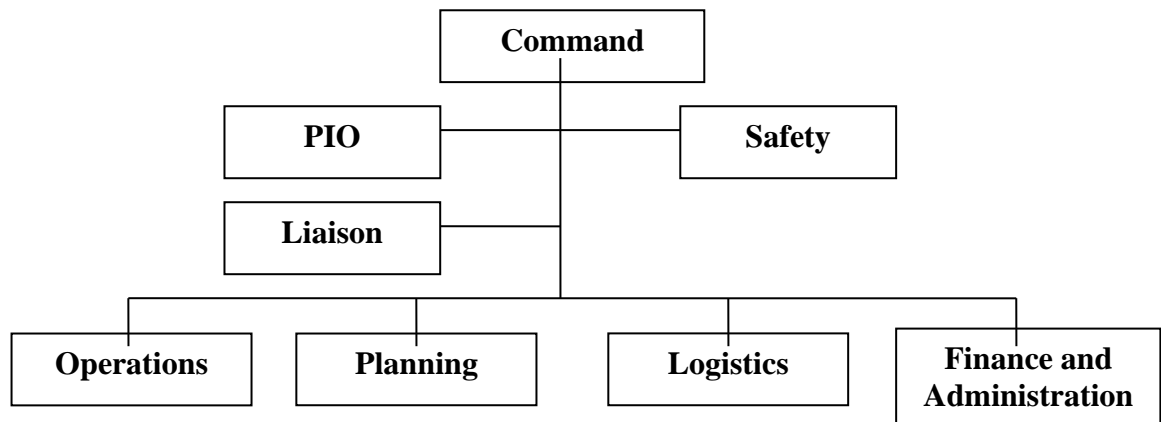 Command
PIO
Safety
Liaison
Operations
Planning
Logistics
Finance and
Administration